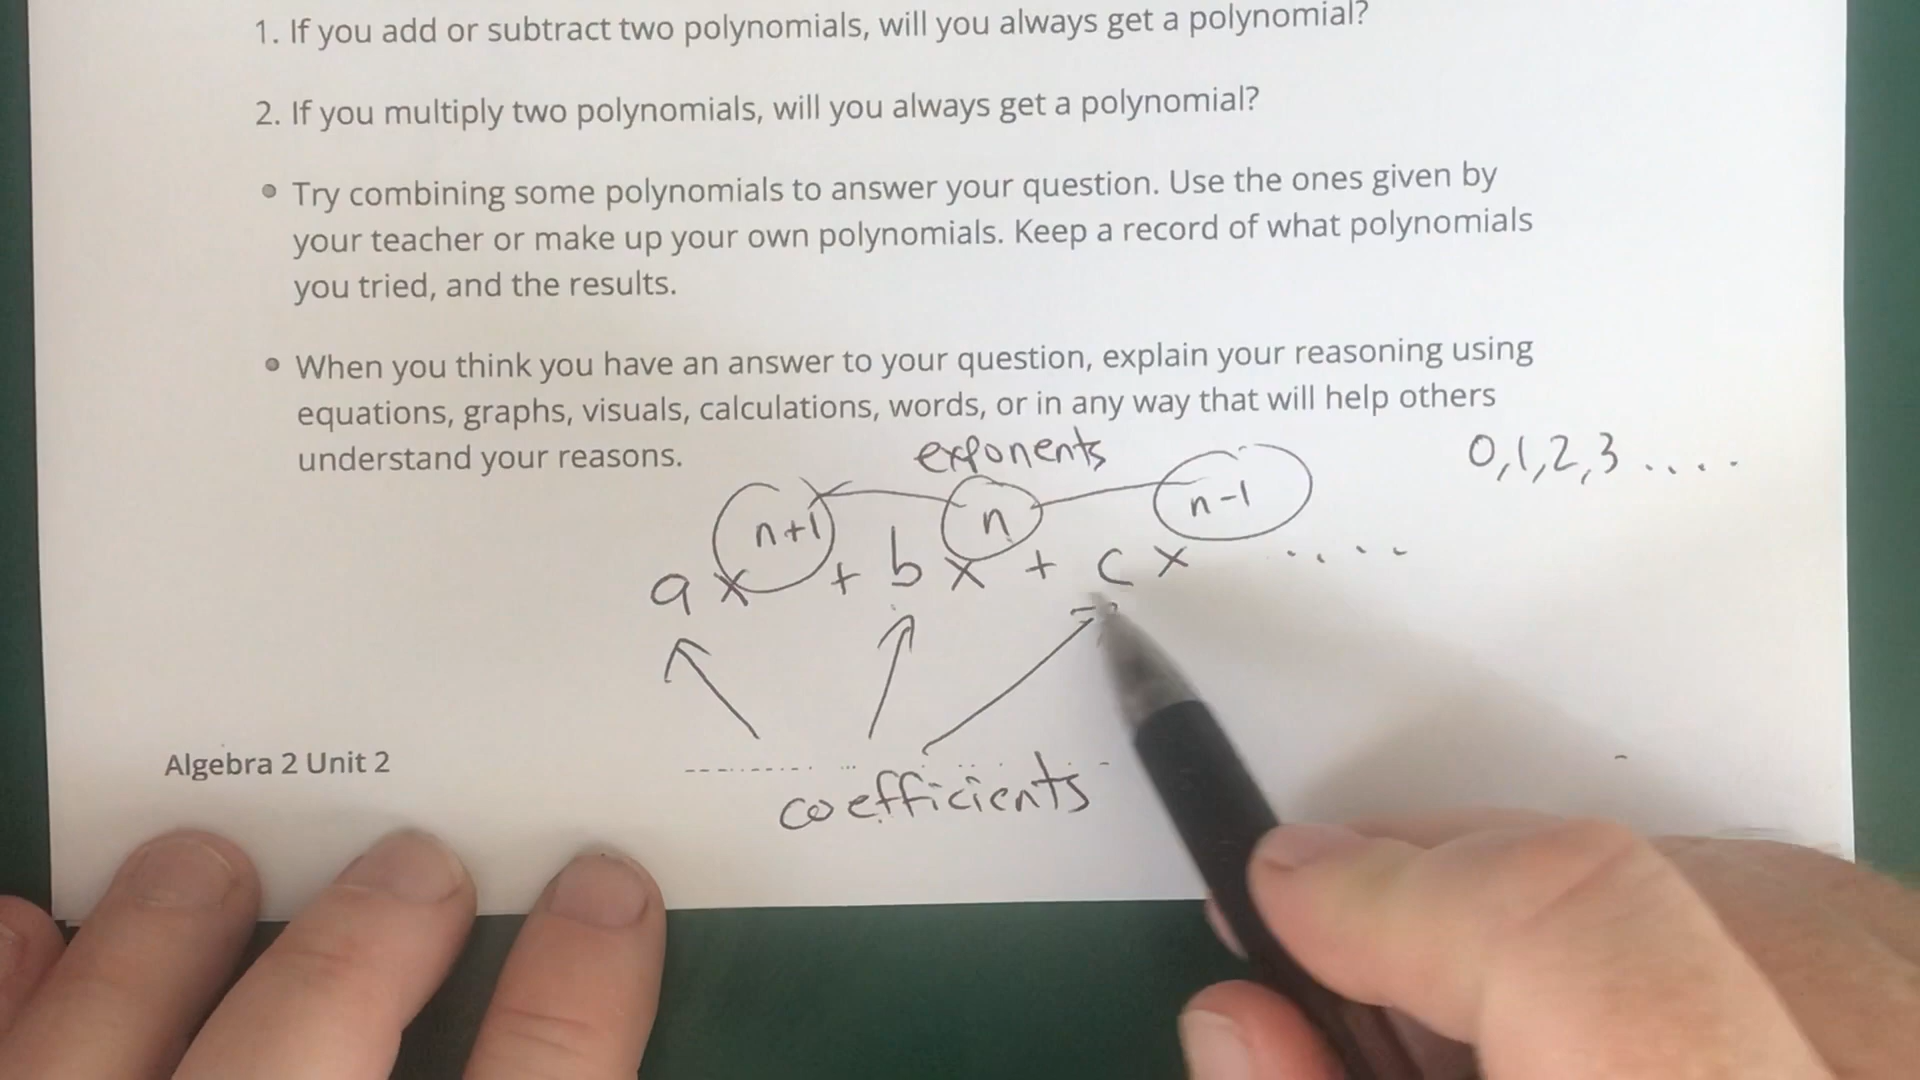 1. If you add or subtract two polynomials, will you always get a polynomial?
2. If you multiply two polynomials, will you always get a polynomial?
• Try combining some polynomials to answer your question. Use the ones given by
your teacher or make up your own polynomials. Keep a record of what polynomials
you tried, and the results.
• When you think you have an answer to your question, explain your reasoning using
equations, graphs, visuals, calculations, words, or in any way that will help others
understand your reasons.
exponents
0,1,2,3 ....
ax^(n+1) + bx^n + cx^(n-1) ....
Algebra 2 Unit 2
coefficients